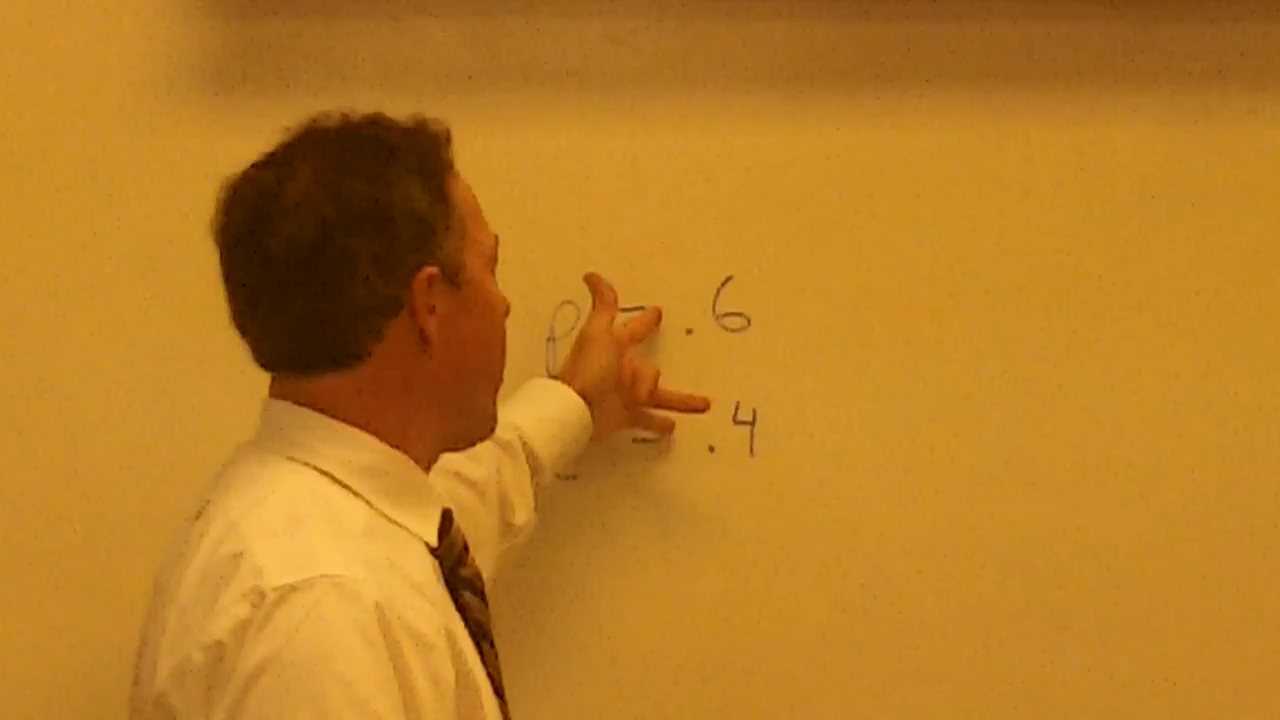 p = .6
= .4